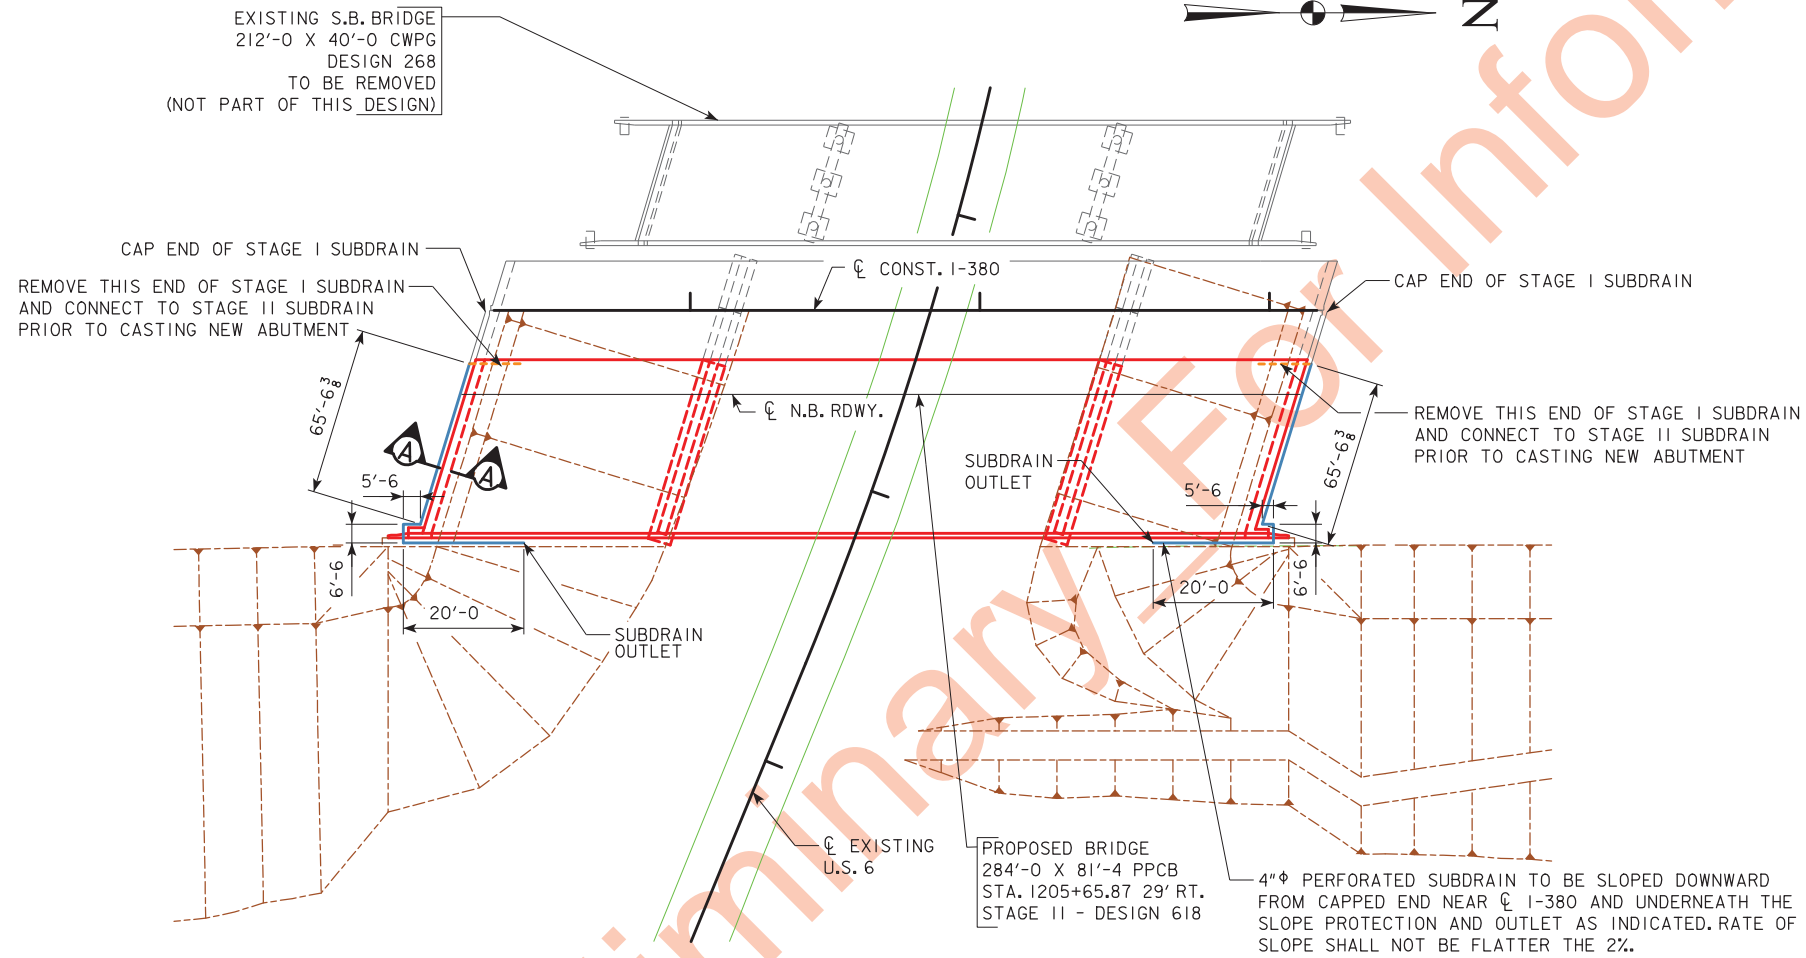 EXISTING S.B. BRIDGE
212'-0 X 40'-0 CWPG
DESIGN 268
TO BE REMOVED
(NOT PART OF THIS DESIGN)
N
CAP END OF STAGE I SUBDRAIN
REMOVE THIS END OF STAGE I SUBDRAIN
AND CONNECT TO STAGE II SUBDRAIN
PRIOR TO CASTING NEW ABUTMENT
℄ CONST. I-380
CAP END OF STAGE I SUBDRAIN
65'-6 3/8
℄ N.B. RDWY.
65'-6 3/8
REMOVE THIS END OF STAGE I SUBDRAIN
AND CONNECT TO STAGE II SUBDRAIN
PRIOR TO CASTING NEW ABUTMENT
A
A
5'-6
SUBDRAIN
OUTLET
5'-6
6'-6
20'-0
20'-0
6'-6
SUBDRAIN
OUTLET
℄ EXISTING
U.S. 6
PROPOSED BRIDGE
284'-0 X 81'-4 PPCB
STA. 1205+65.87 29' RT.
STAGE II - DESIGN 618
4"ϕ PERFORATED SUBDRAIN TO BE SLOPED DOWNWARD
FROM CAPPED END NEAR ℄ I-380 AND UNDERNEATH THE
SLOPE PROTECTION AND OUTLET AS INDICATED. RATE OF
SLOPE SHALL NOT BE FLATTER THE 2%.
iminary_For Infor